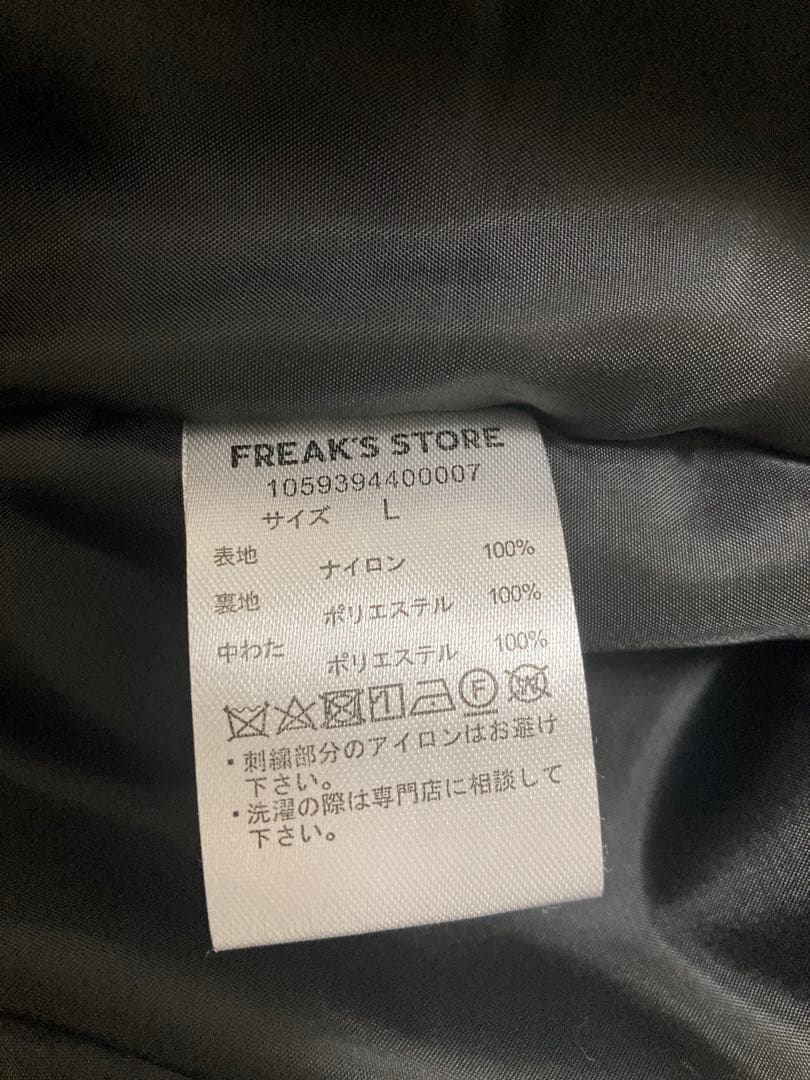 FREAK'S STORE
1059394400007
サイズ L
表地 ナイロン 100%
裏地 ポリエステル 100%
中わた ポリエステル 100%
F W
・刺繍部分のアイロンはお避け
下さい。
・洗濯の際は専門店に相談して
下さい。